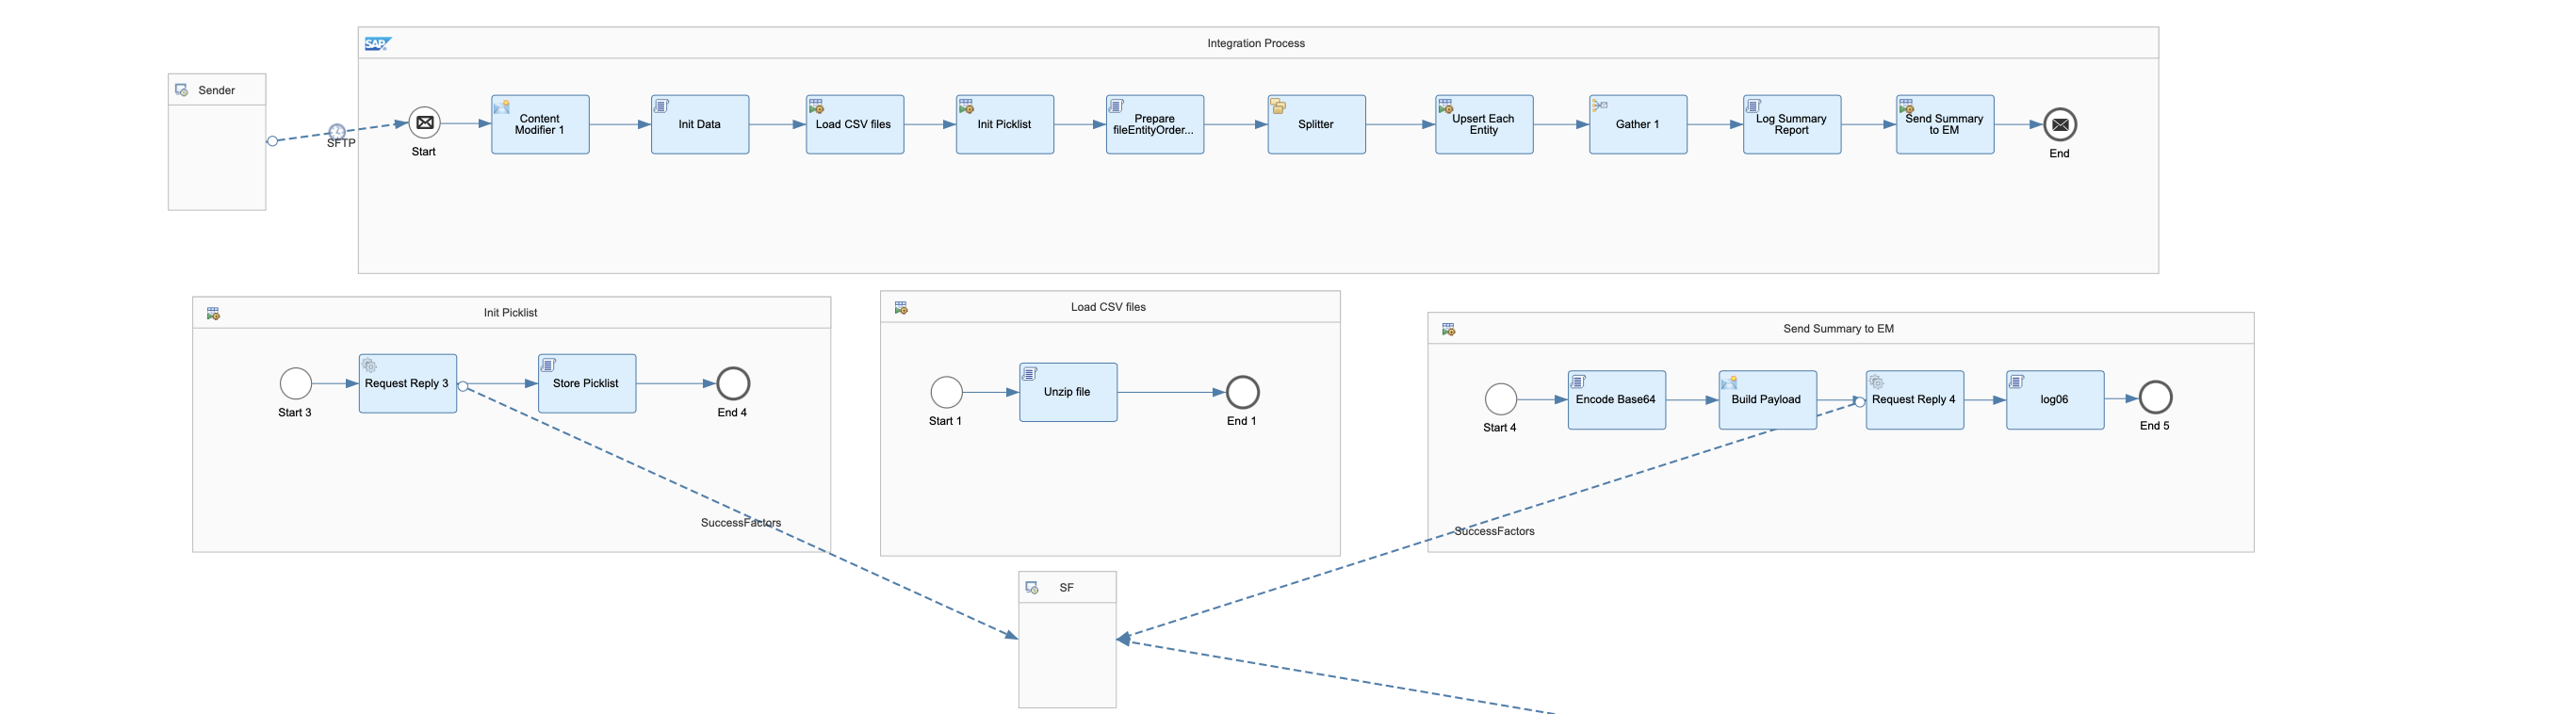 SAP
Integration Process
Sender
SFTP
Start
Content
Modifier 1
Init Data
Load CSV files
Init Picklist
Prepare
fileEntityOrder...
Splitter
Upsert Each
Entity
Gather 1
Log Summary
Report
Send Summary
to EM
End
Init Picklist
Start 3
Request Reply 3
Store Picklist
End 4
SuccessFactors
Load CSV files
Start 1
Unzip file
End 1
Send Summary to EM
Start 4
Encode Base64
Build Payload
Request Reply 4
log06
End 5
SuccessFactors
SF